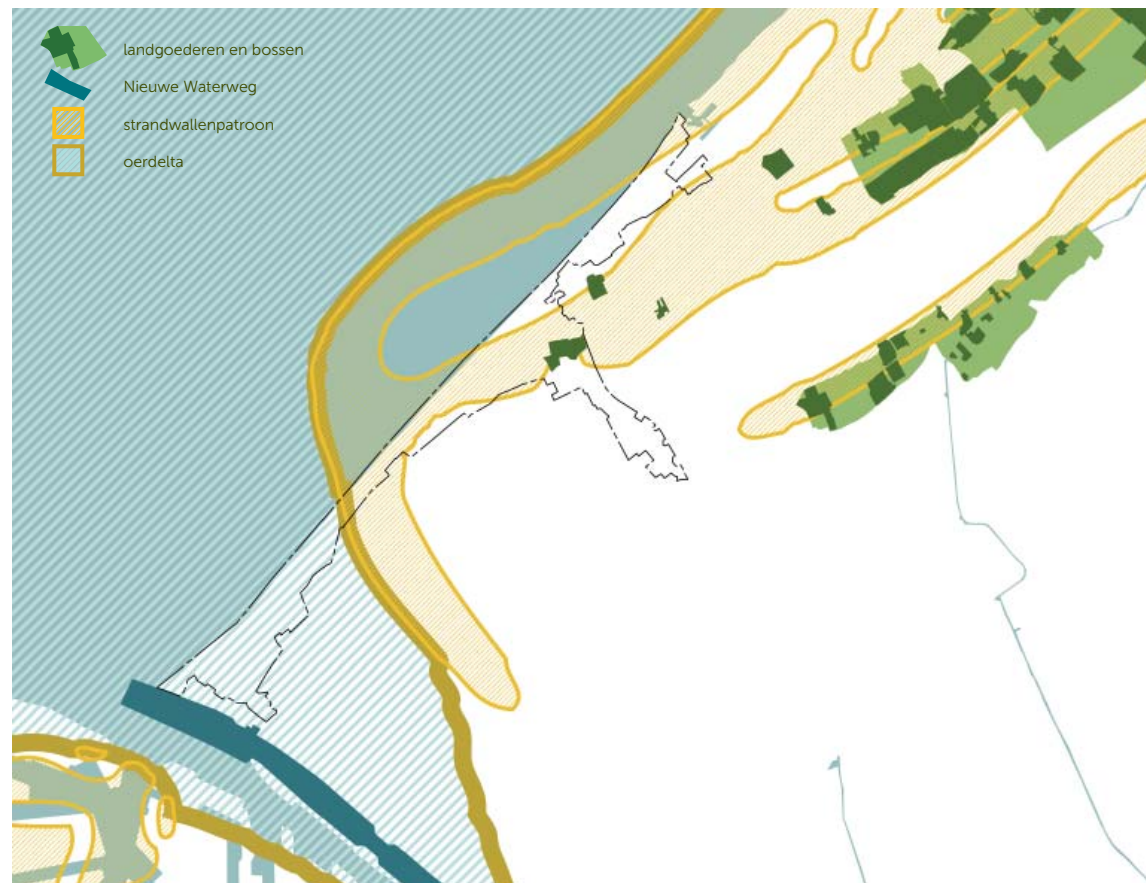 landgoederen en bossen
Nieuwe Waterweg
strandwallenpatroon
oerdelta